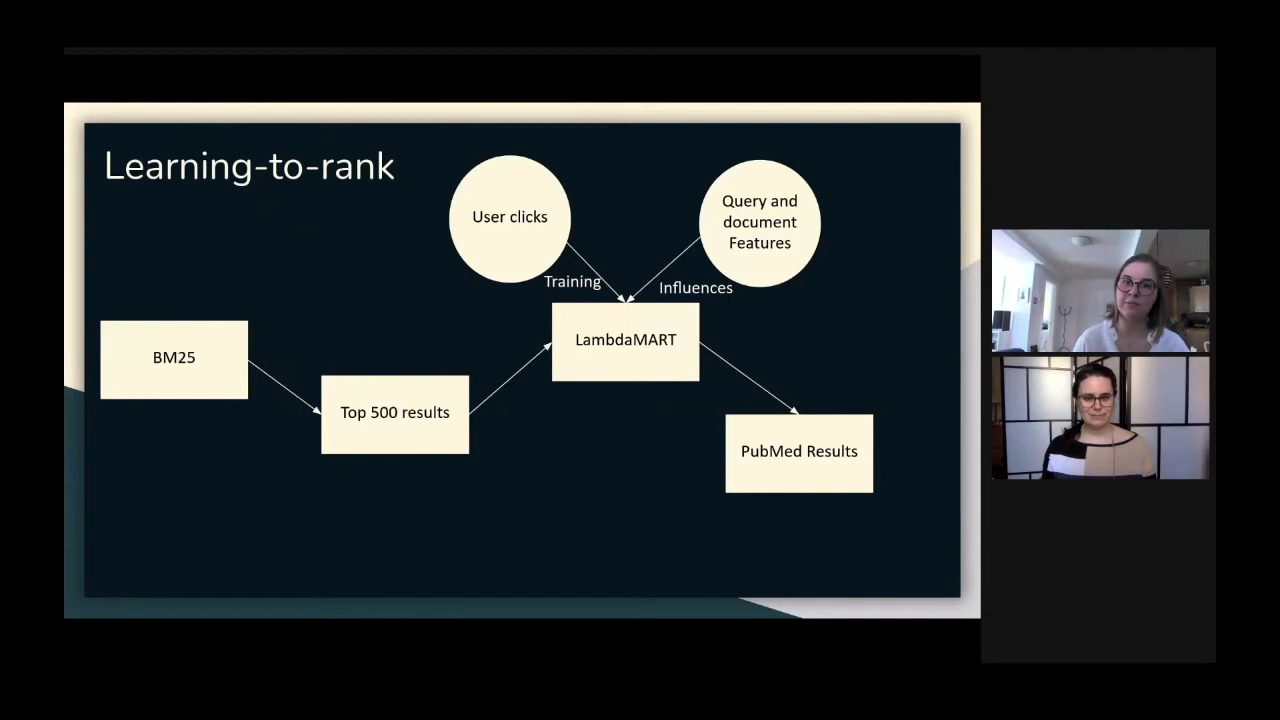 Learning-to-rank
User clicks
Query and
document
Features
Training
Influences
BM25
LambdaMART
Top 500 results
PubMed Results